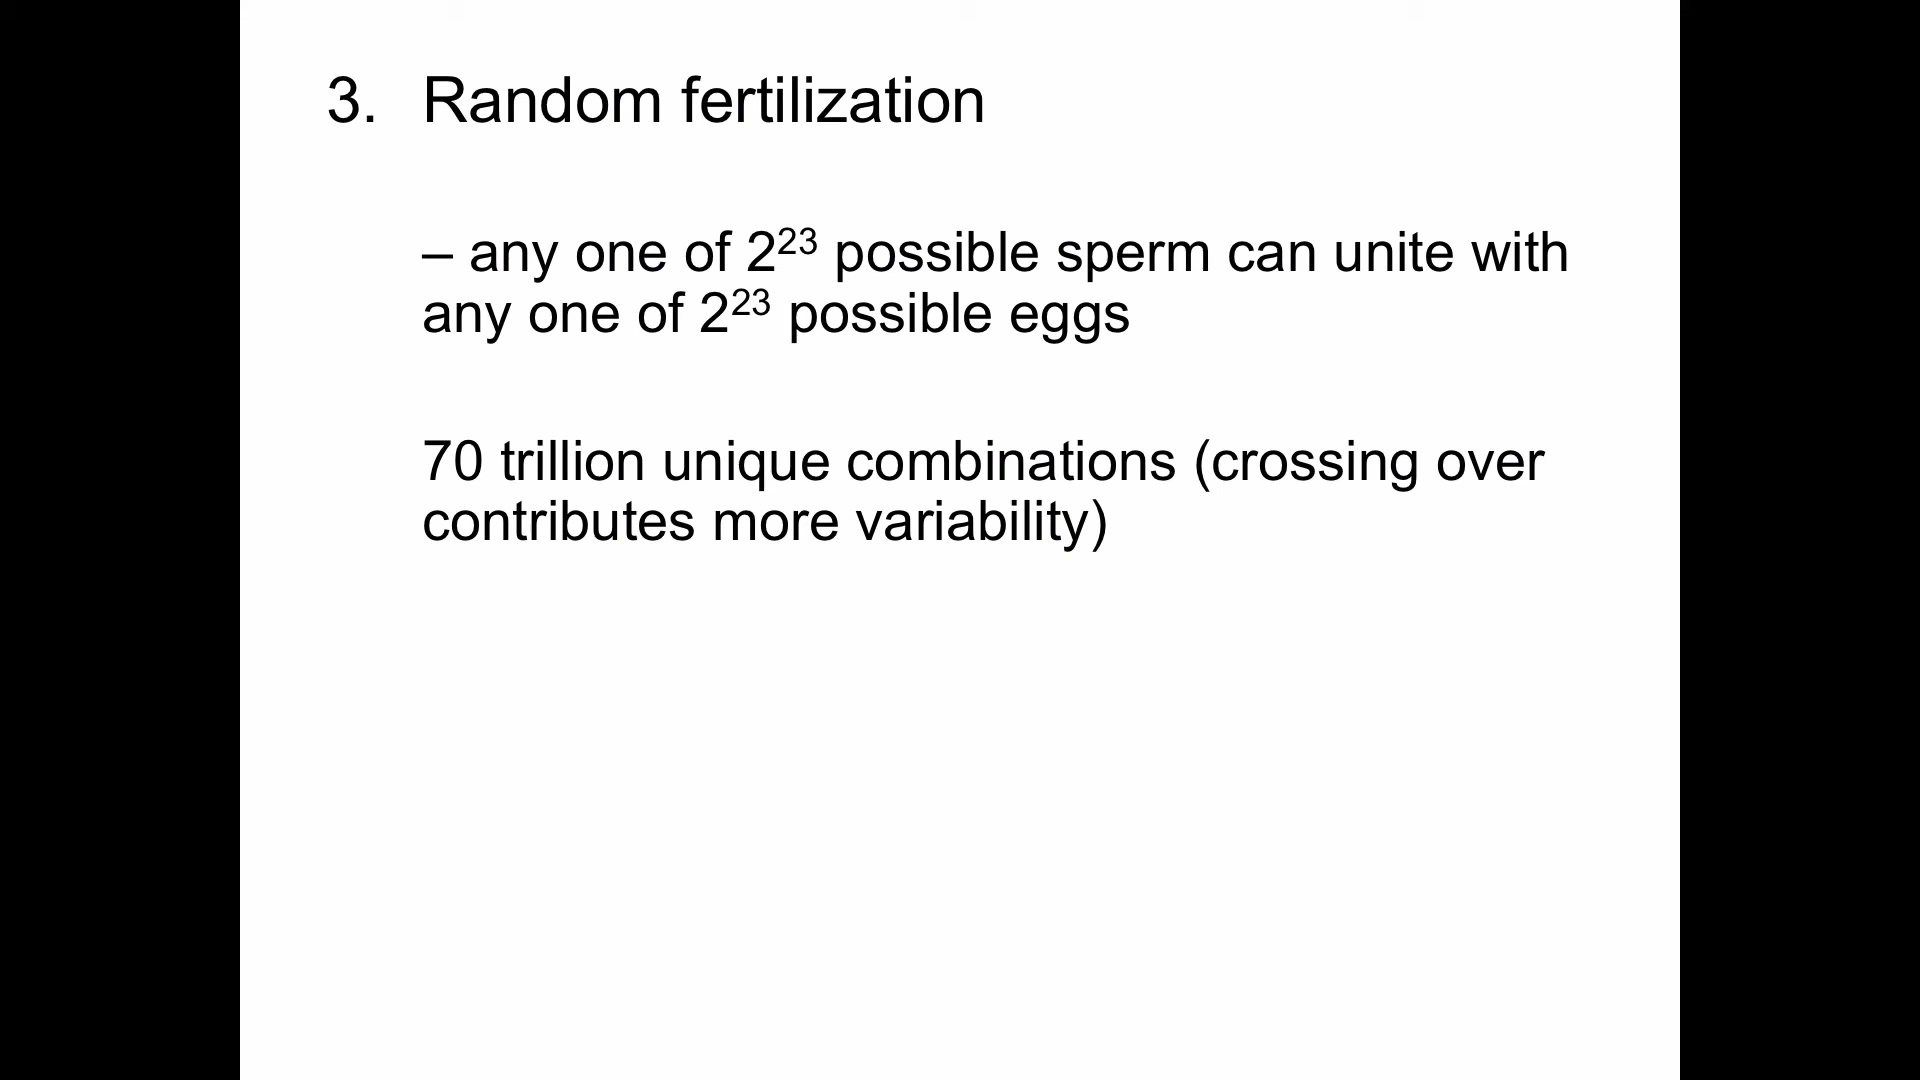 3. Random fertilization
– any one of 2²³ possible sperm can unite with
any one of 2²³ possible eggs
70 trillion unique combinations (crossing over
contributes more variability)